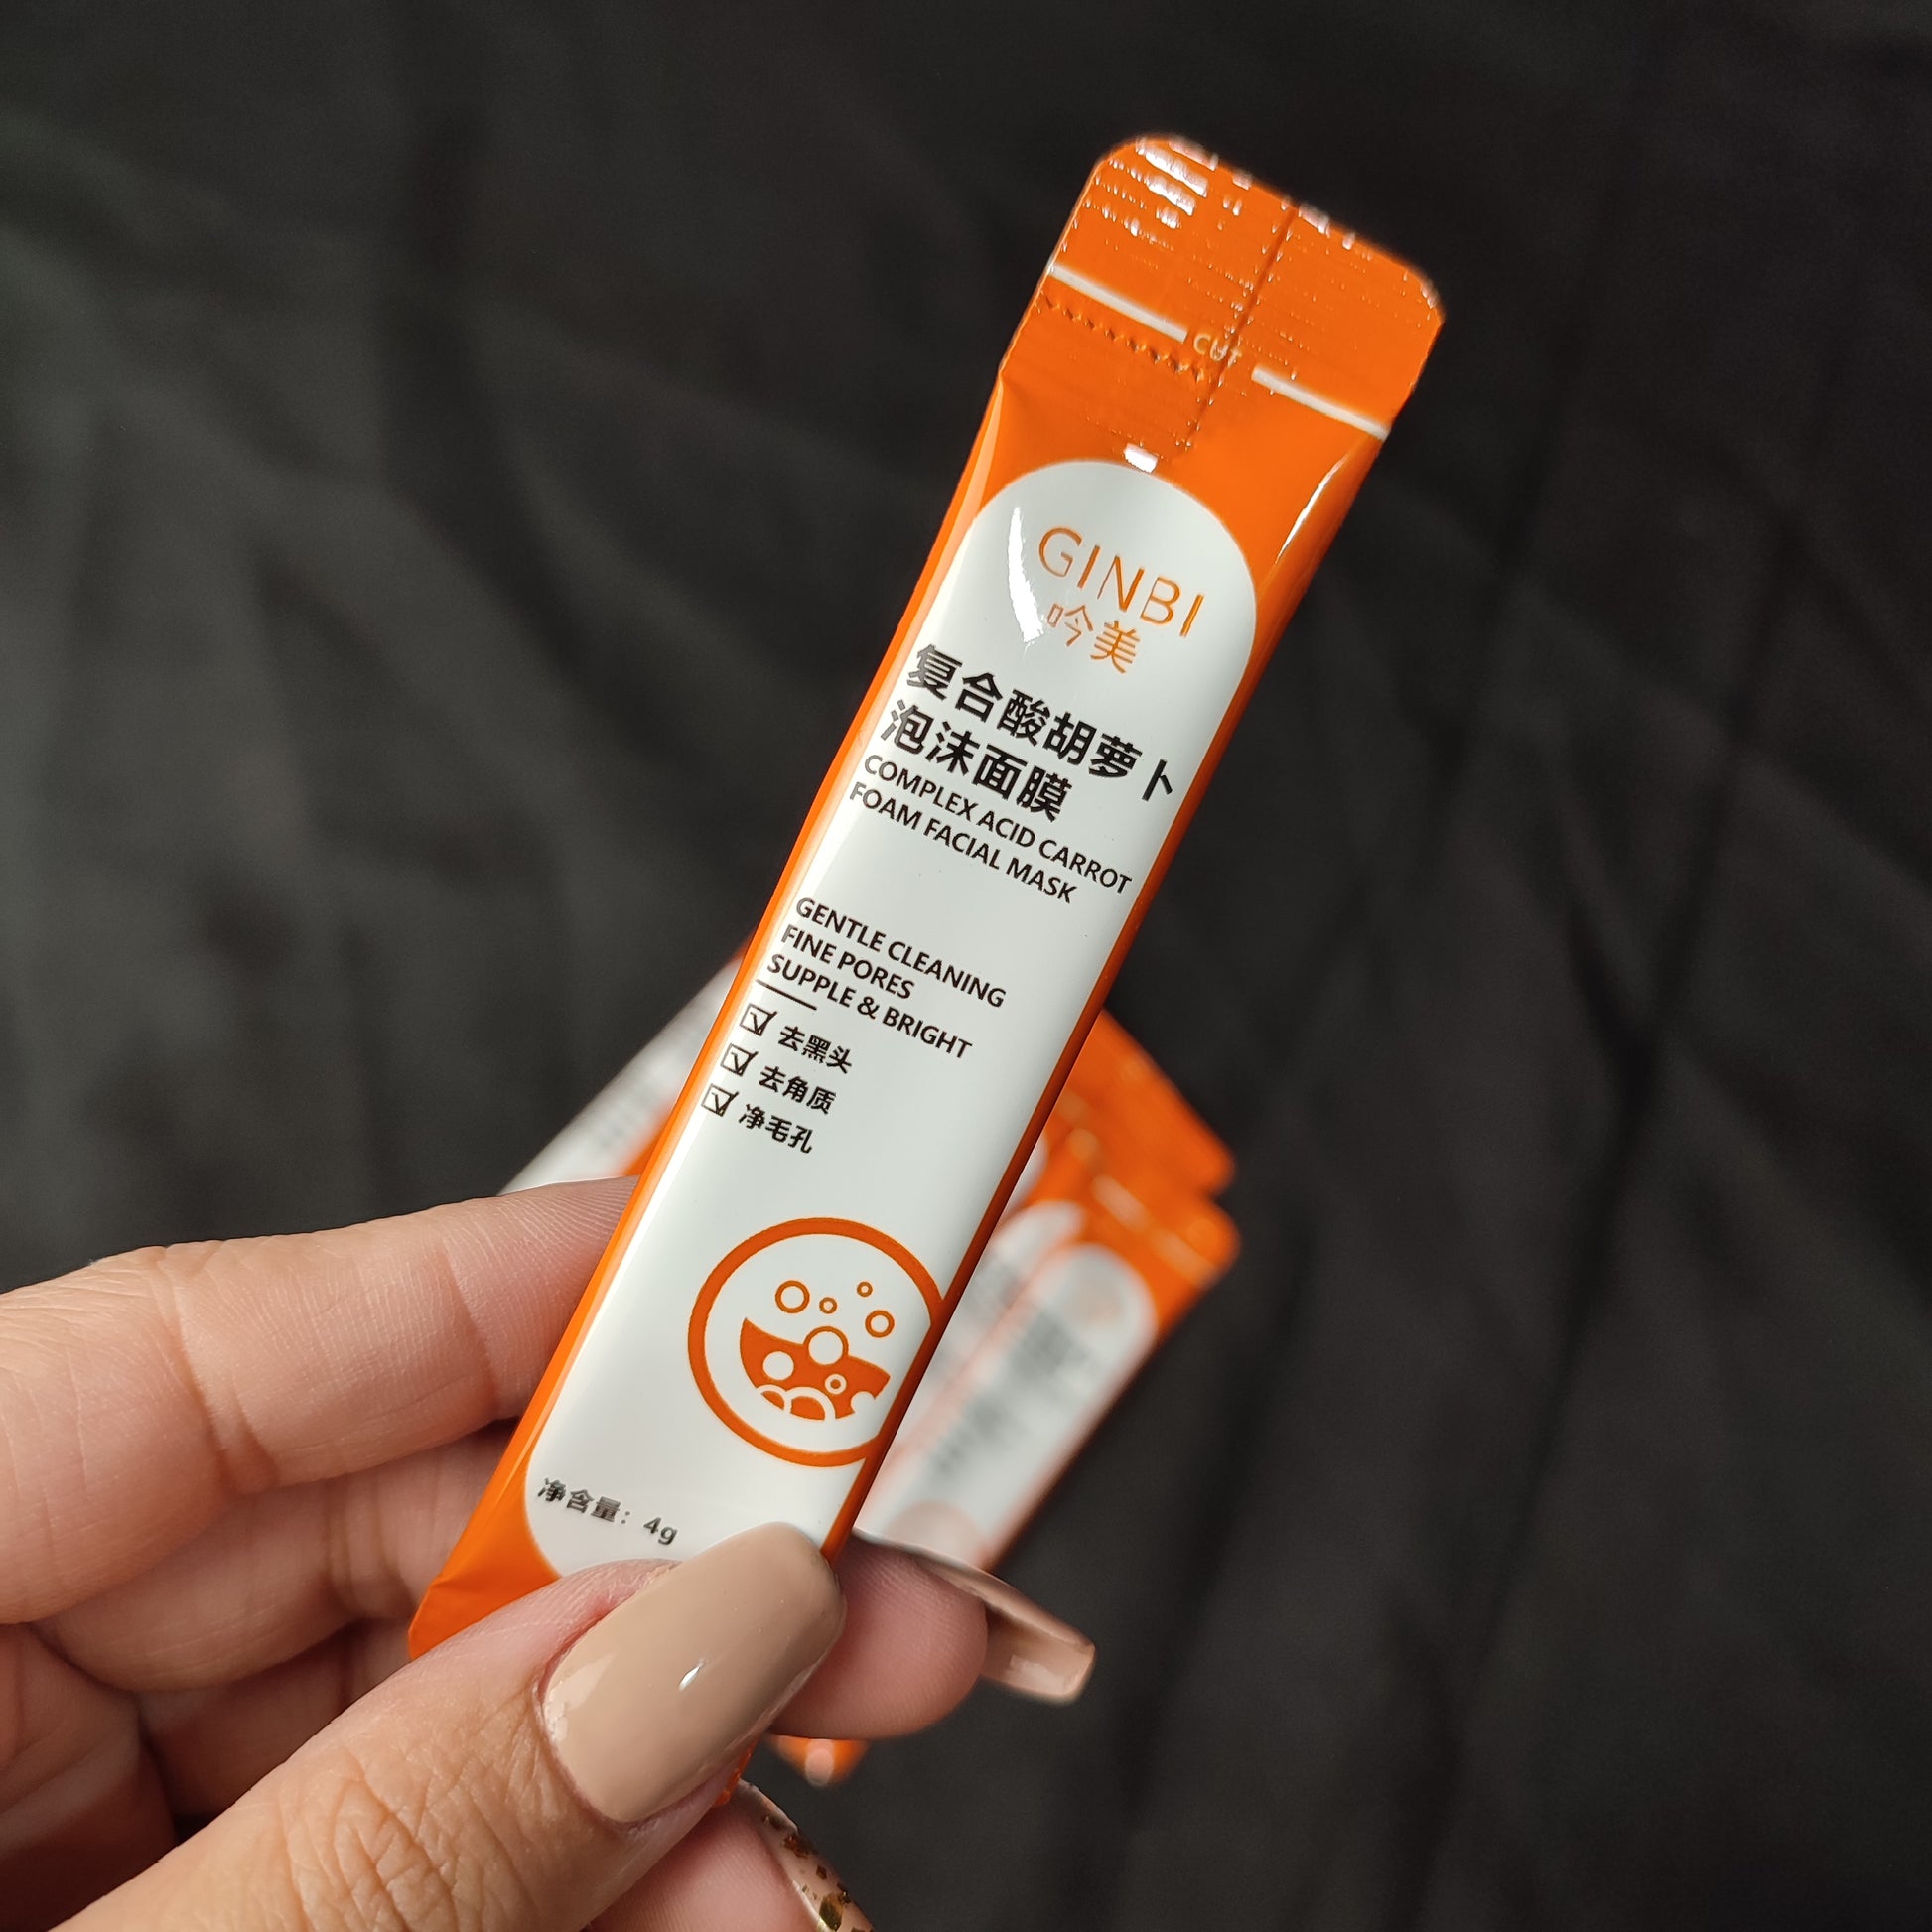 CUT
GINBI
吟美
复合酸胡萝卜
泡沫面膜
COMPLEX ACID CARROT
FOAM FACIAL MASK
GENTLE CLEANING
FINE PORES
SUPPLE & BRIGHT
去黑头
去角质
净毛孔
净含量：4g